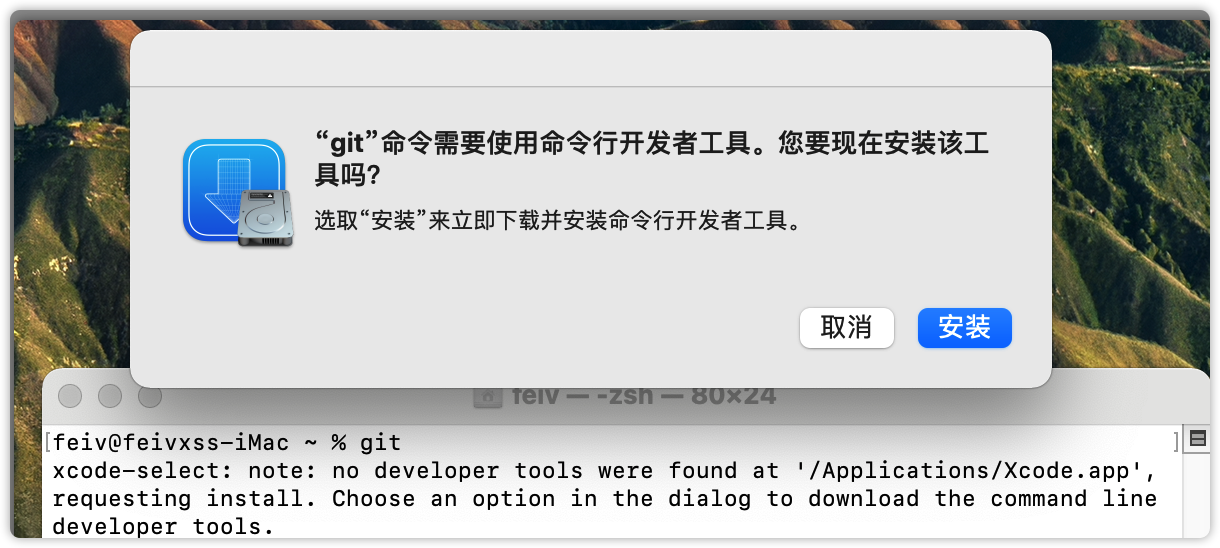 “git”命令需要使用命令行开发者工具。您要现在安装该工
具吗?
选取“安装”来立即下载并安装命令行开发者工具。
取消
安装
feiv — -zsh — 80×24
[feiv@feivxss-iMac ~ % git ]
xcode-select: note: no developer tools were found at '/Applications/Xcode.app',
requesting install. Choose an option in the dialog to download the command line
developer tools.